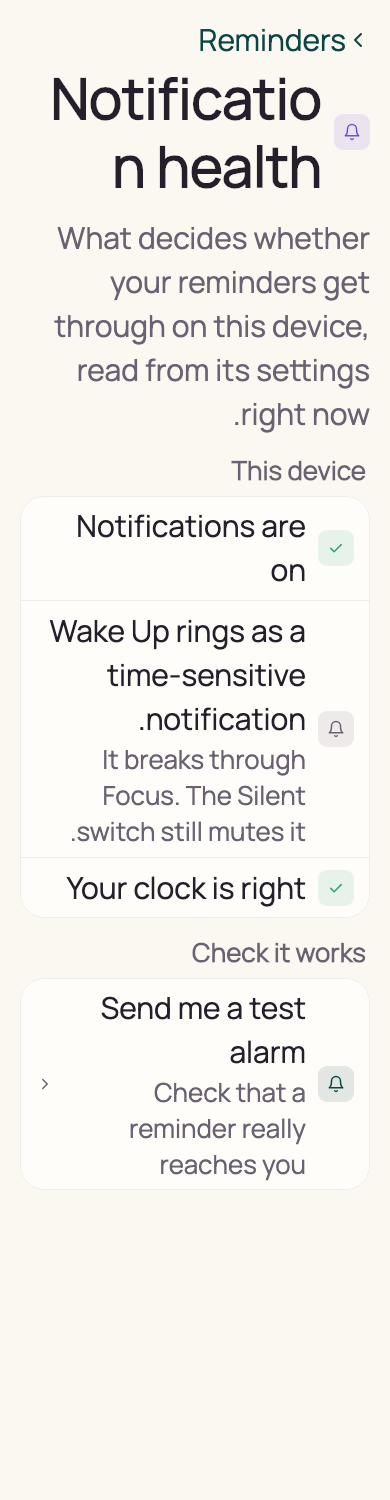 Reminders
Notificatio
n health
What decides whether
your reminders get
through on this device,
read from its settings
.right now
This device
Notifications are
on
Wake Up rings as a
time-sensitive
.notification
It breaks through
Focus. The Silent
.switch still mutes it
Your clock is right
Check it works
Send me a test
alarm
Check that a
reminder really
reaches you